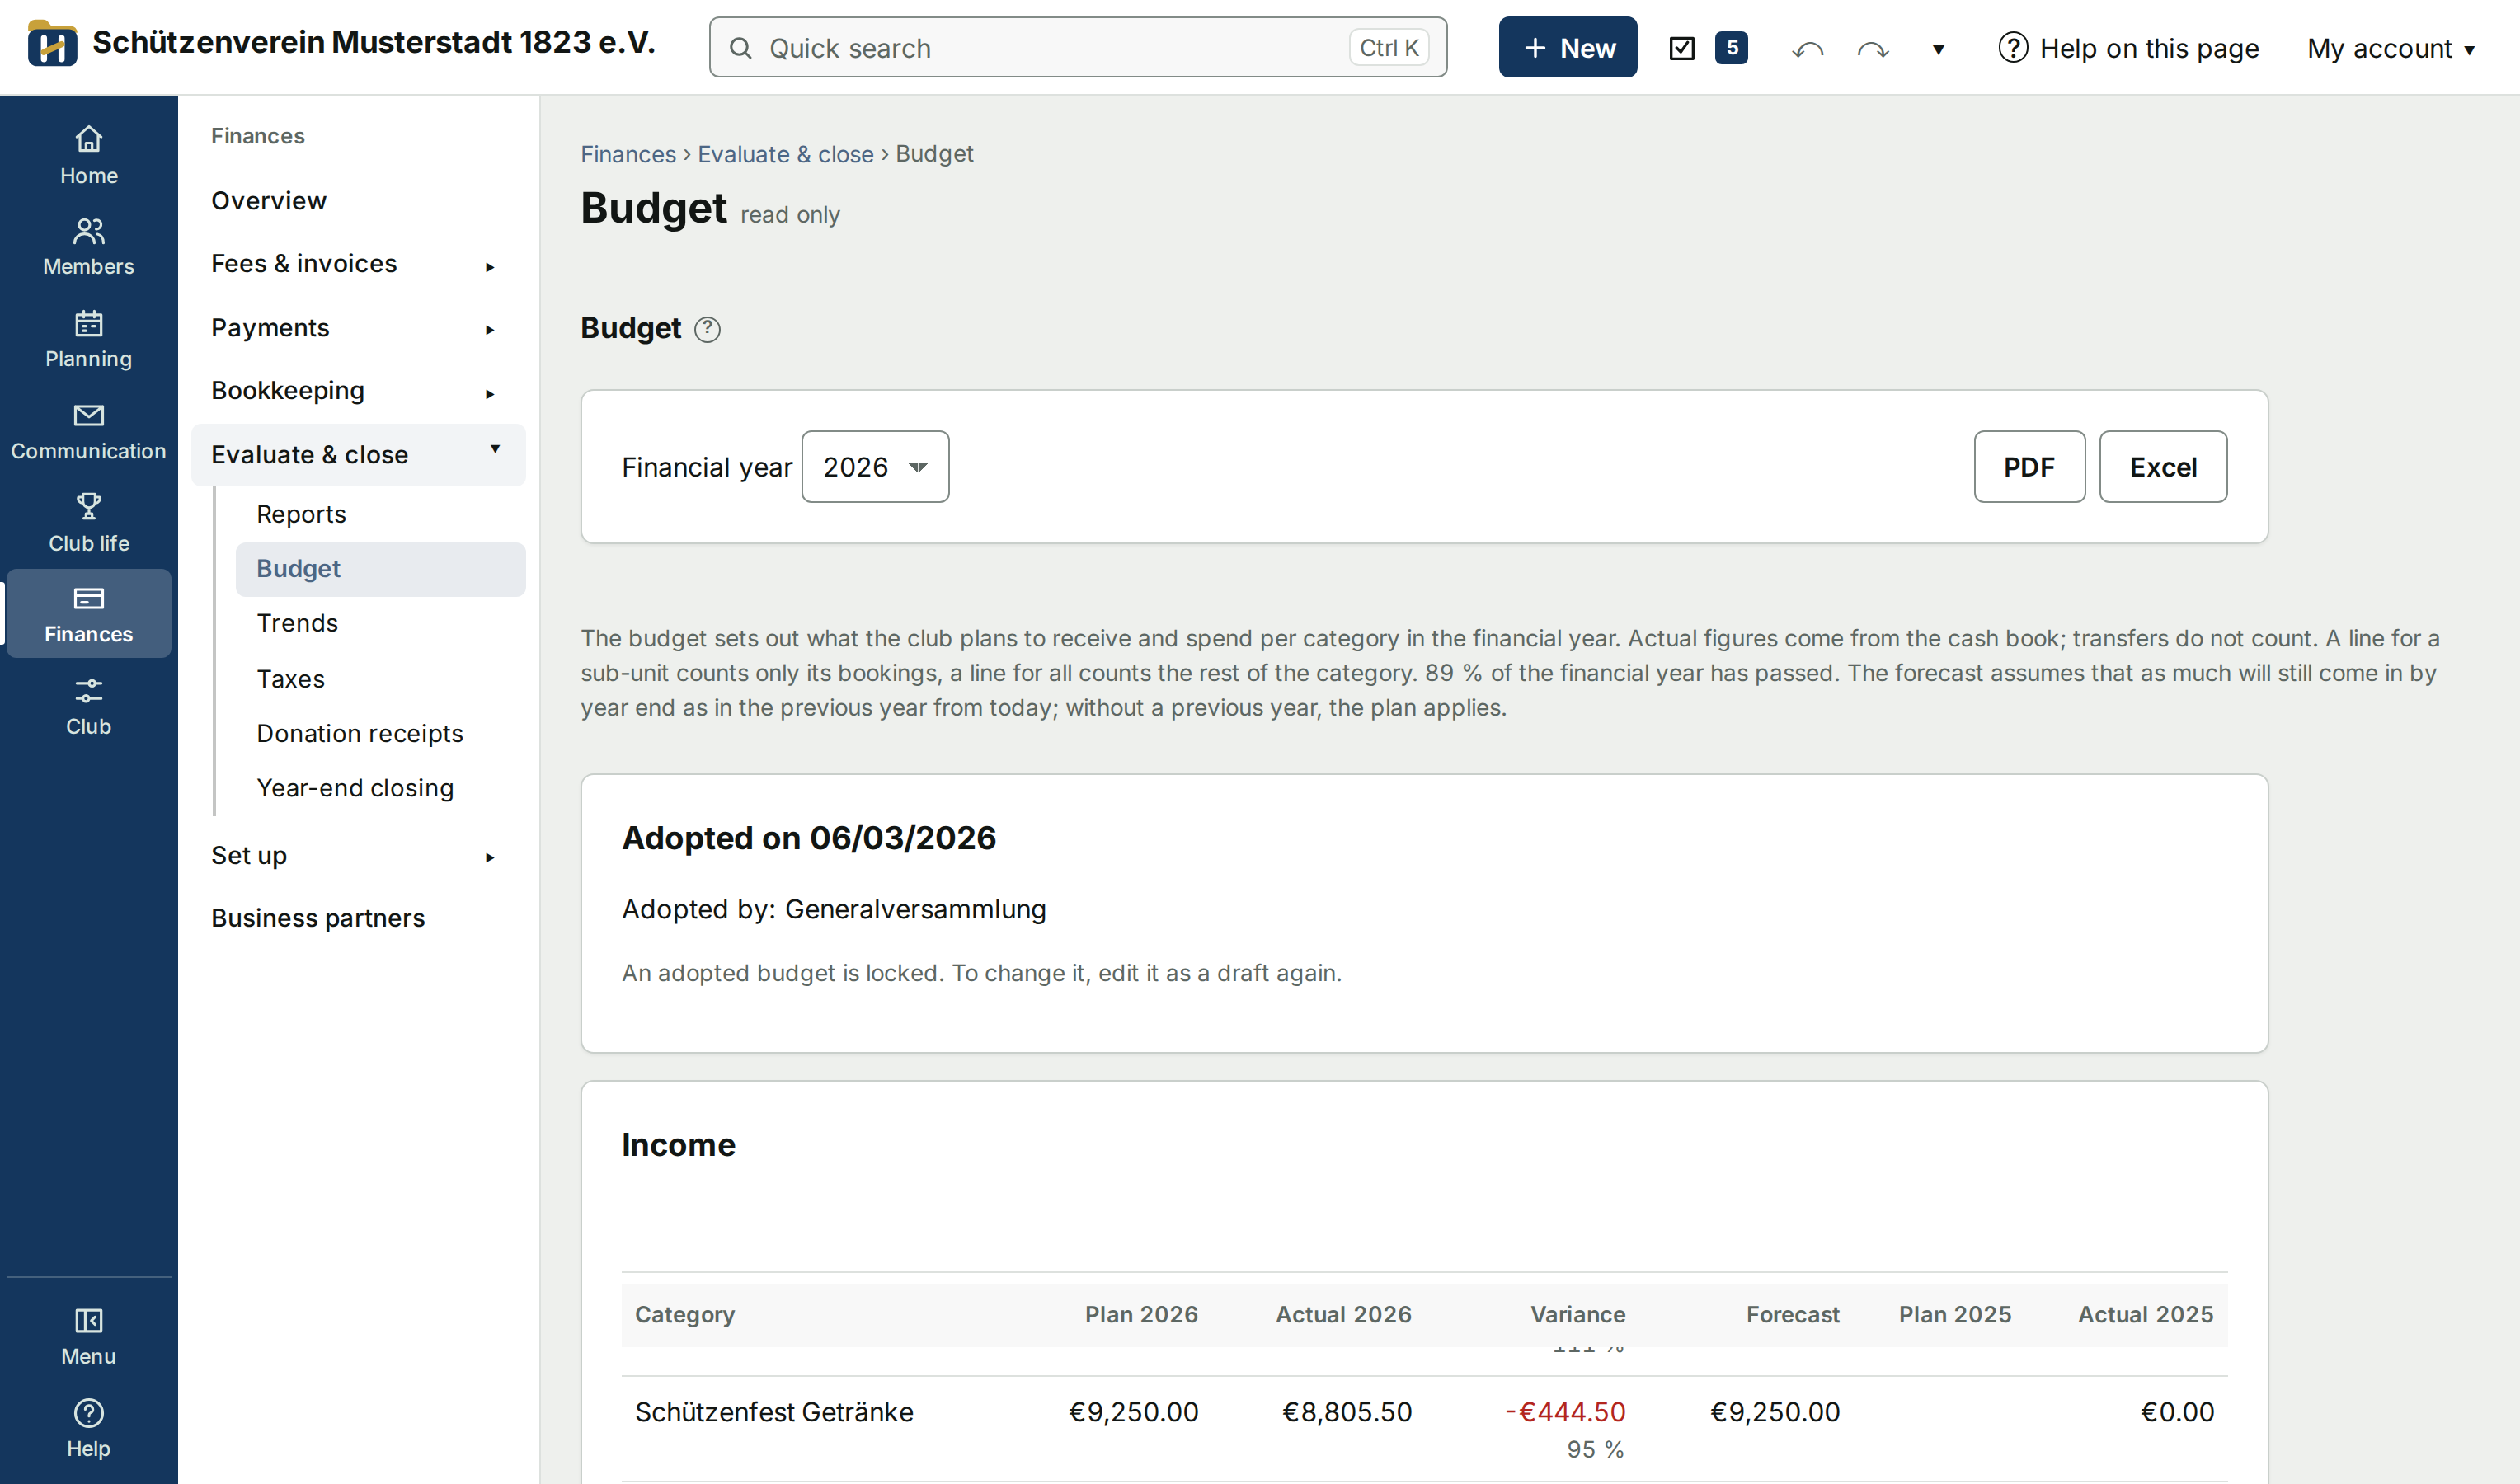 Schützenverein Musterstadt 1823 e.V.
Quick search
Ctrl K
+ New
5
Help on this page
My account
Home
Members
Planning
Communication
Club life
Finances
Club
Menu
Help
Finances
Overview
Fees & invoices
Payments
Bookkeeping
Evaluate & close
Reports
Budget
Trends
Taxes
Donation receipts
Year-end closing
Set up
Business partners
Finances › Evaluate & close › Budget
Budget read only
Budget ?
Financial year 2026
PDF
Excel
The budget sets out what the club plans to receive and spend per category in the financial year. Actual figures come from the cash book; transfers do not count. A line for a
sub-unit counts only its bookings, a line for all counts the rest of the category. 89 % of the financial year has passed. The forecast assumes that as much will still come in by
year end as in the previous year from today; without a previous year, the plan applies.
Adopted on 06/03/2026
Adopted by: Generalversammlung
An adopted budget is locked. To change it, edit it as a draft again.
Income
Category Plan 2026 Actual 2026 Variance Forecast Plan 2025 Actual 2025
Schützenfest Getränke €9,250.00 €8,805.50 -€444.50 €9,250.00 €0.00
95 %